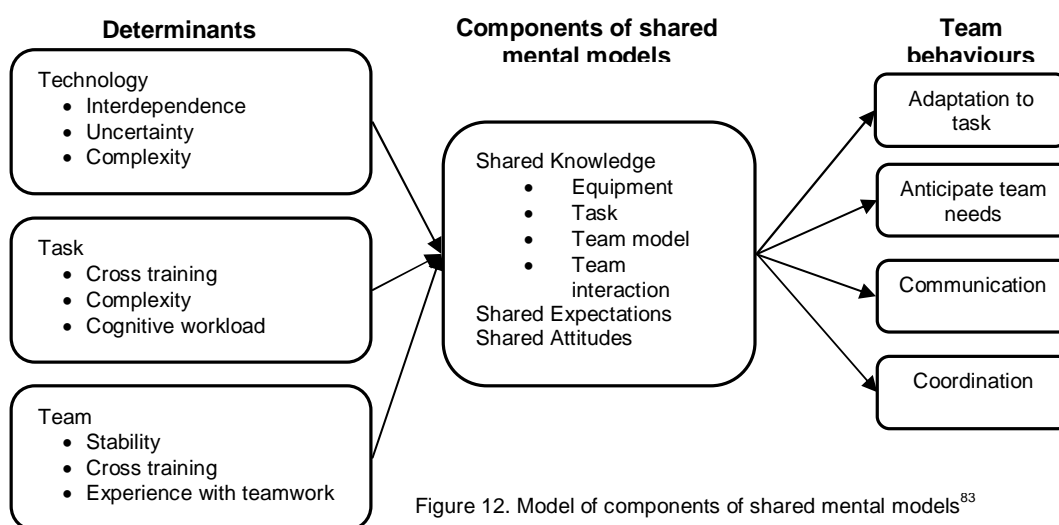 Determinants
Technology
• Interdependence
• Uncertainty
• Complexity
Task
• Cross training
• Complexity
• Cognitive workload
Team
• Stability
• Cross training
• Experience with teamwork
Components of shared
mental models
Shared Knowledge
• Equipment
• Task
• Team model
• Team
interaction
Shared Expectations
Shared Attitudes
Team
behaviours
Adaptation to
task
Anticipate team
needs
Communication
Coordination
Figure 12. Model of components of shared mental models⁸³